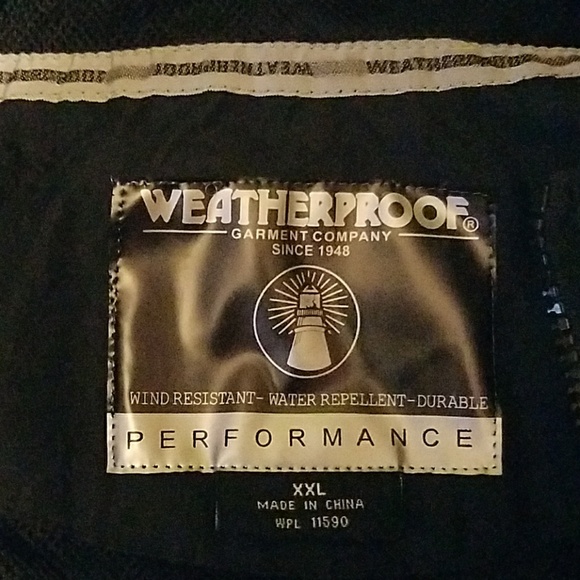 WEATHERPROOF WEATHERPROOF
WEATHERPROOF®
GARMENT COMPANY
SINCE 1948
WIND RESISTANT- WATER REPELLENT-DURABLE
PERFORMANCE
XXL
MADE IN CHINA
WPL 11590